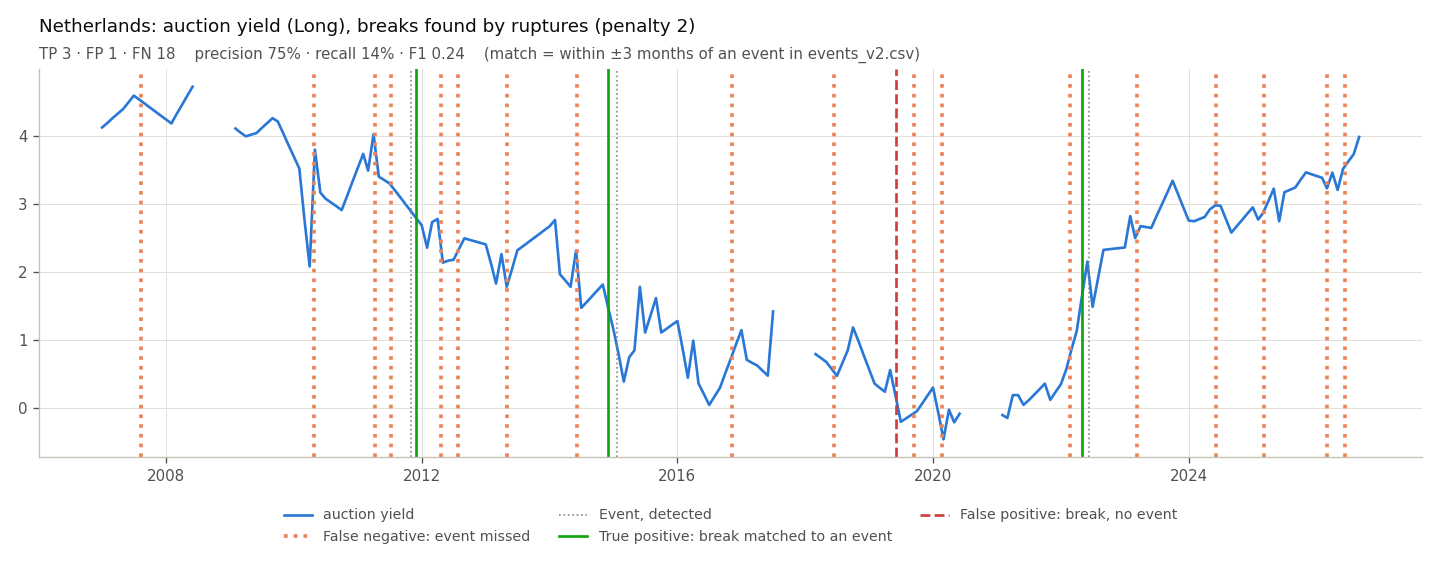 Netherlands: auction yield (Long), breaks found by ruptures (penalty 2)
TP 3 · FP 1 · FN 18    precision 75% · recall 14% · F1 0.24    (match = within ±3 months of an event in events_v2.csv)
4
3
2
1
0
2008 2012 2016 2020 2024
auction yield    Event, detected    False positive: break, no event
False negative: event missed    True positive: break matched to an event